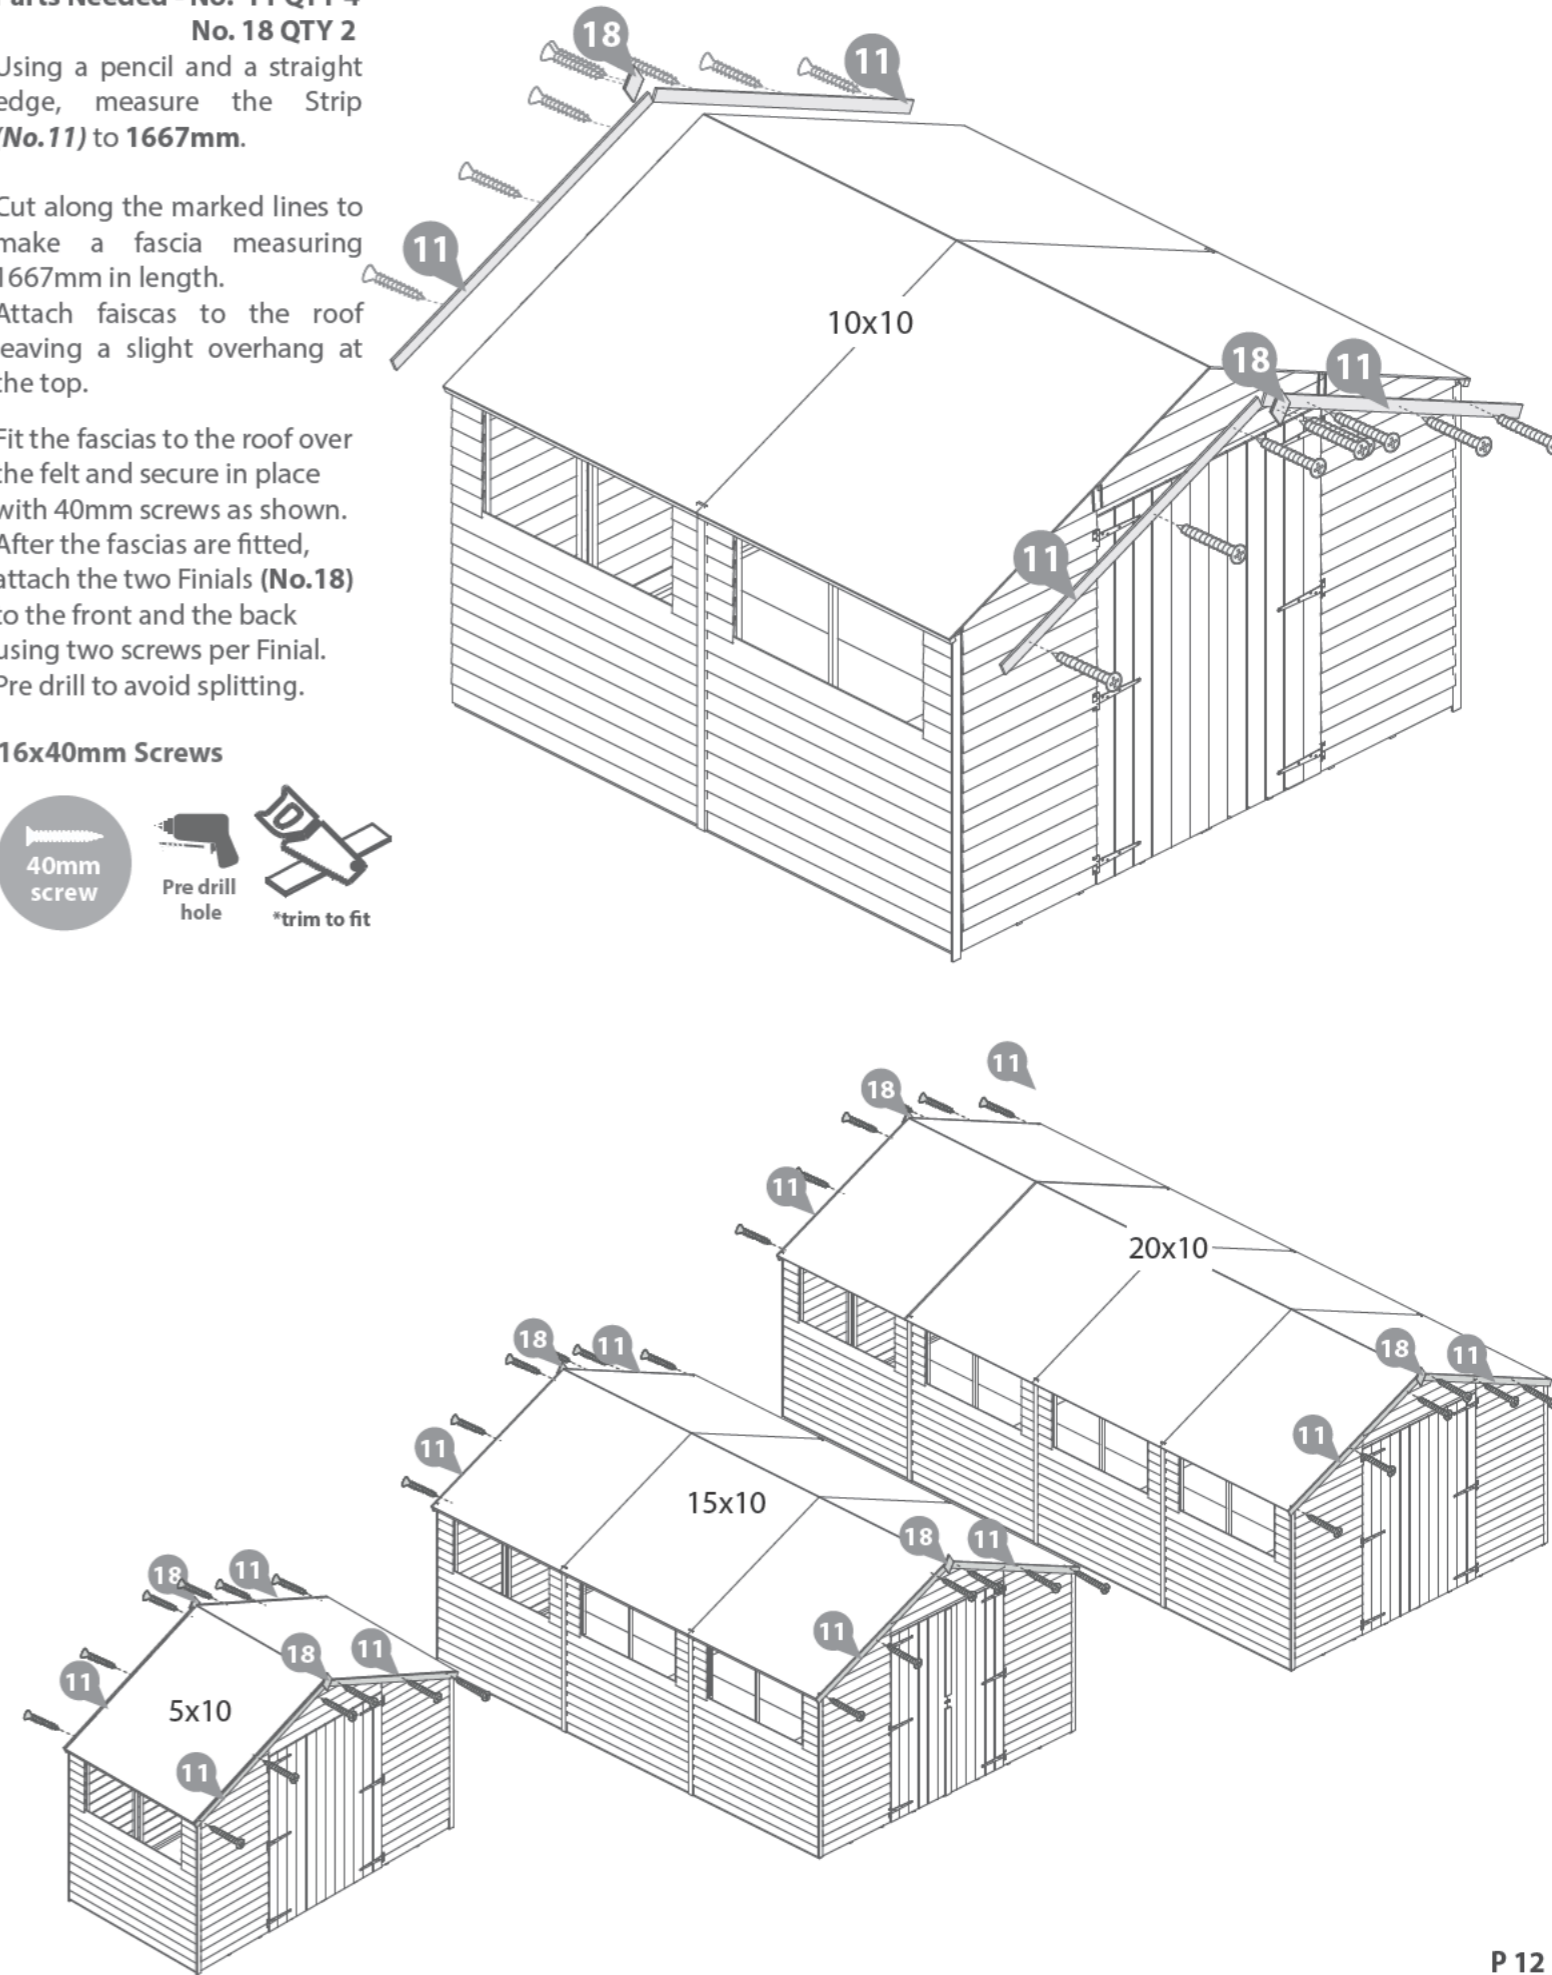 Parts Needed - No. 11 QTY 4
No. 18 QTY 2
Using a pencil and a straight
edge, measure the Strip
(No.11) to 1667mm.
Cut along the marked lines to
make a fascia measuring
1667mm in length.
Attach faiscas to the roof
leaving a slight overhang at
the top.
Fit the fascias to the roof over
the felt and secure in place
with 40mm screws as shown.
After the fascias are fitted,
attach the two Finials (No.18)
to the front and the back
using two screws per Finial.
Pre drill to avoid splitting.
16x40mm Screws
40mm
screw
Pre drill
hole
*trim to fit
18
11
11
10x10
18
11
11
11
18
11
20x10
18
11
11
18
11
11
15x10
18
11
11
18
11
11
5x10
18
11
11
P 12